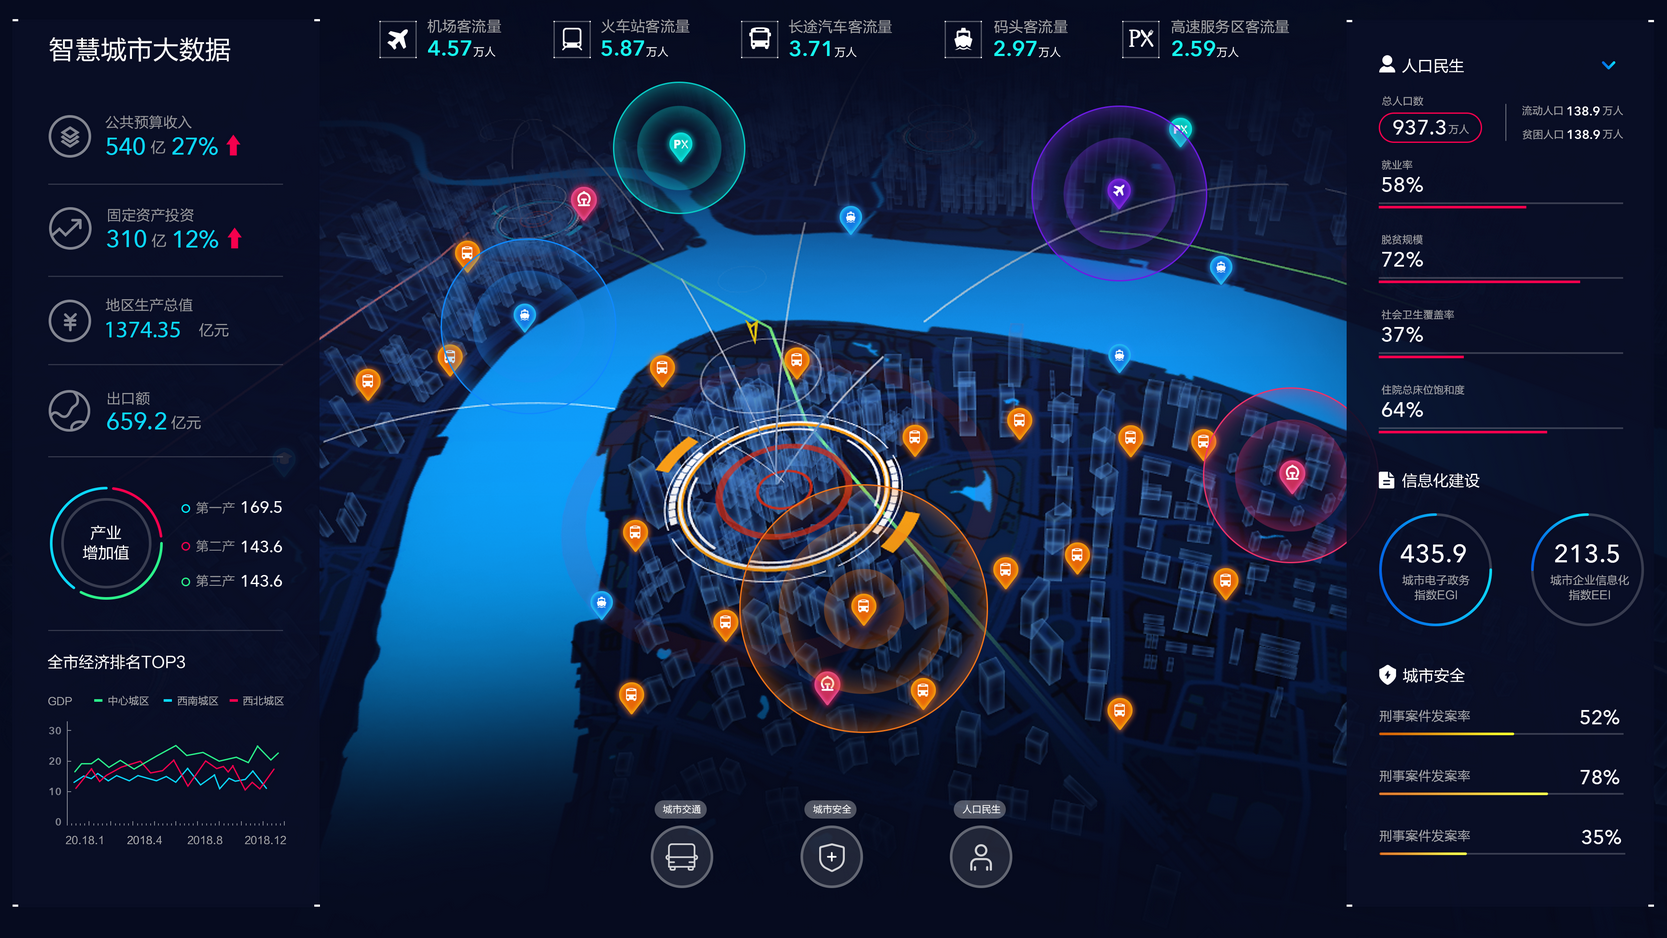 智慧城市大数据
公共预算收入
540 亿 27%
固定资产投资
310 亿 12%
地区生产总值
1374.35 亿元
出口额
659.2 亿元
产业
增加值
第一产 169.5
第二产 143.6
第三产 143.6
全市经济排名TOP3
GDP 中心城区 西南城区 西北城区
30
20
10
0
20.18.1 2018.4 2018.8 2018.12
机场客流量
4.57万人
火车站客流量
5.87万人
长途汽车客流量
3.71万人
码头客流量
2.97万人
PX
高速服务区客流量
2.59万人
PX
PX
城市交通
城市安全
人口民生
人口民生
总人口数
937.3万人
流动人口 138.9 万人
贫困人口 138.9 万人
就业率
58%
脱贫规模
72%
社会卫生覆盖率
37%
住院总床位饱和度
64%
信息化建设
435.9
城市电子政务
指数EGI
213.5
城市企业信息化
指数EEI
城市安全
刑事案件发案率 52%
刑事案件发案率 78%
刑事案件发案率 35%